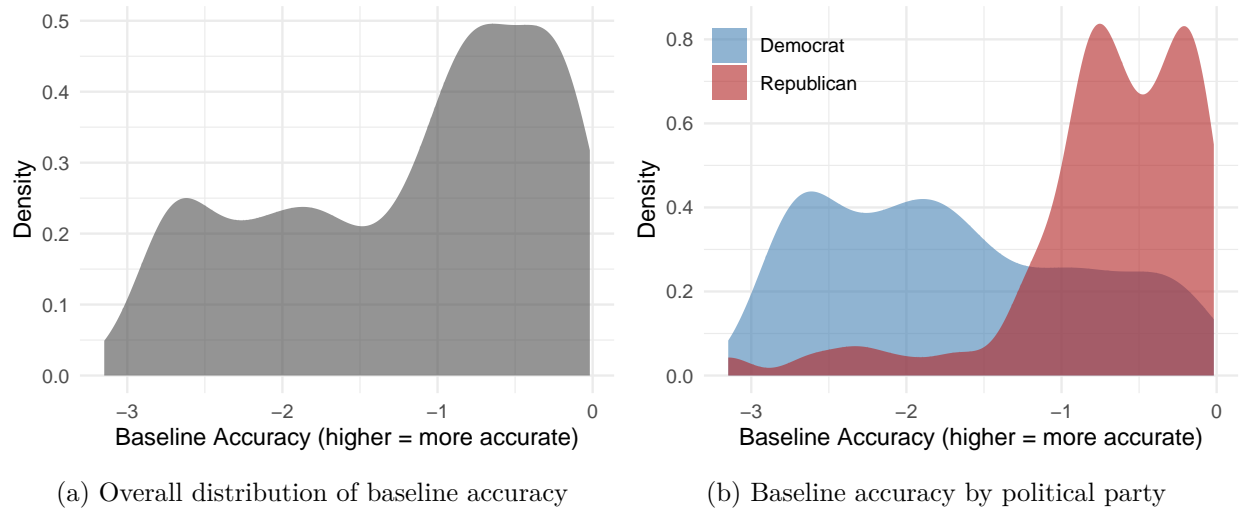 0.5
0.4
0.3
0.2
0.1
0.0
Density
−3
−2
−1
0
Baseline Accuracy (higher = more accurate)
(a) Overall distribution of baseline accuracy
Democrat
Republican
0.8
0.6
0.4
0.2
0.0
Density
−3
−2
−1
0
Baseline Accuracy (higher = more accurate)
(b) Baseline accuracy by political party